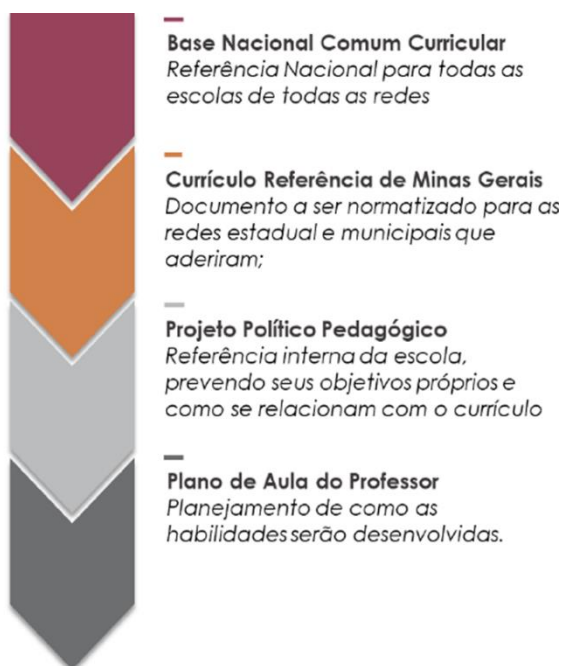 Base Nacional Comum Curricular
Referência Nacional para todas as
escolas de todas as redes
Currículo Referência de Minas Gerais
Documento a ser normatizado para as
redes estadual e municipais que
aderiram;
Projeto Político Pedagógico
Referência interna da escola,
prevendo seus objetivos próprios e
como se relacionam com o currículo
Plano de Aula do Professor
Planejamento de como as
habilidades serão desenvolvidas.